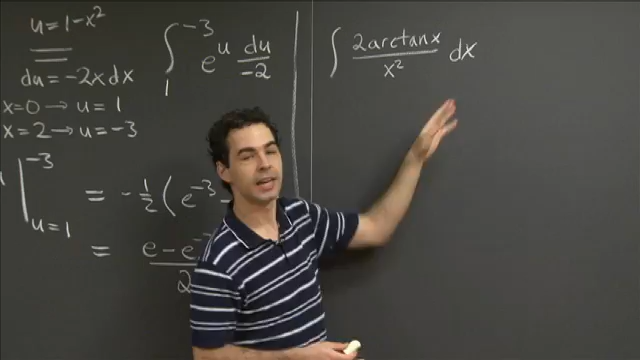 u = 1 - x²
du = -2x dx
x=0 → u = 1
x = 2 → u = -3
∫₁⁻³ eᵘ du/-2
|_{u=1}^{-3} = -1/2 (e⁻³ -
= e - e⁻ / 2
∫ 2arctanx / x² dx